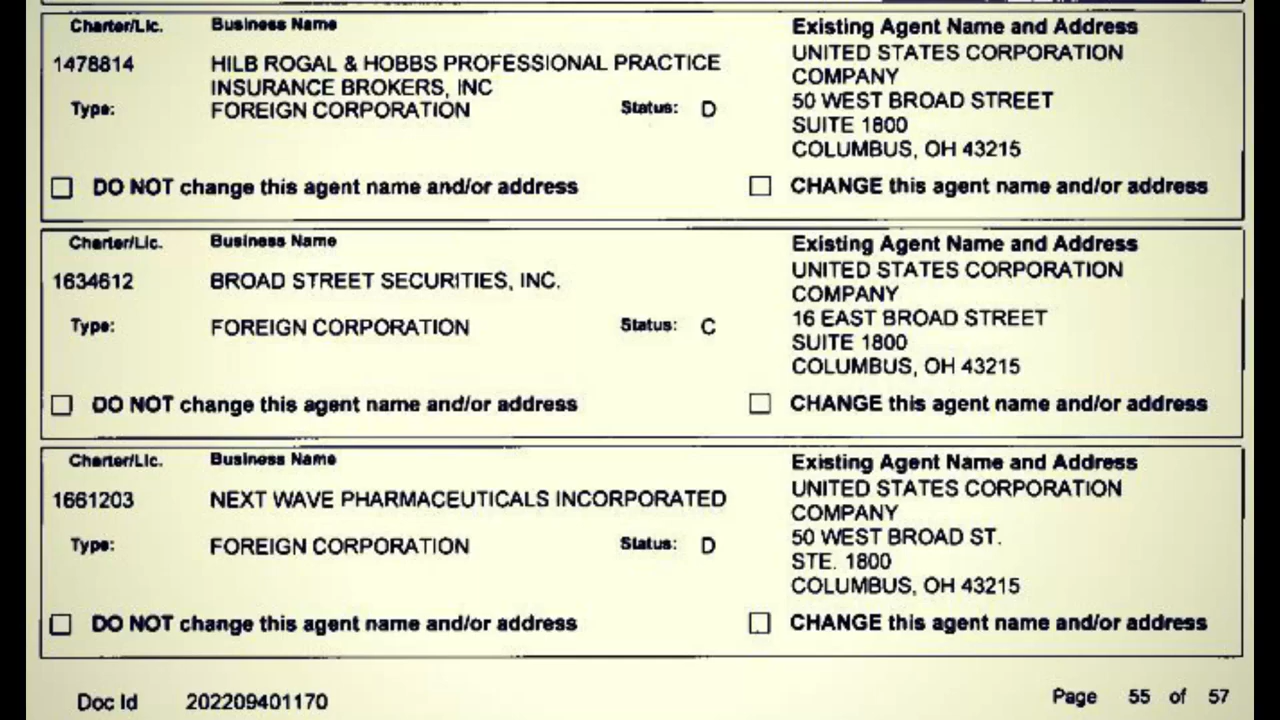 Charter/Lic. Business Name Existing Agent Name and Address
1478814 HILB ROGAL & HOBBS PROFESSIONAL PRACTICE UNITED STATES CORPORATION
INSURANCE BROKERS, INC COMPANY
Type: FOREIGN CORPORATION Status: D 50 WEST BROAD STREET
SUITE 1800
COLUMBUS, OH 43215
DO NOT change this agent name and/or address CHANGE this agent name and/or address
Charter/Lic. Business Name Existing Agent Name and Address
1634612 BROAD STREET SECURITIES, INC. UNITED STATES CORPORATION
COMPANY
Type: FOREIGN CORPORATION Status: C 16 EAST BROAD STREET
SUITE 1800
COLUMBUS, OH 43215
DO NOT change this agent name and/or address CHANGE this agent name and/or address
Charter/Lic. Business Name Existing Agent Name and Address
1661203 NEXT WAVE PHARMACEUTICALS INCORPORATED UNITED STATES CORPORATION
COMPANY
Type: FOREIGN CORPORATION Status: D 50 WEST BROAD ST.
STE. 1800
COLUMBUS, OH 43215
DO NOT change this agent name and/or address CHANGE this agent name and/or address
Doc Id 202209401170 Page 55 of 57